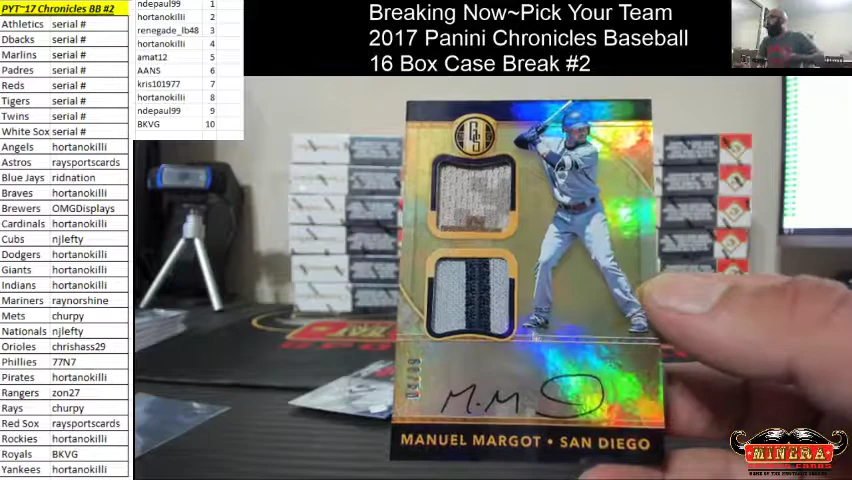 PYT~17 Chronicles BB #2
Athletics serial #
Dbacks serial #
Marlins serial #
Padres serial #
Reds serial #
Tigers serial #
Twins serial #
White Sox serial #
Angels hortanokilli
Astros raysportscards
Blue Jays ridnation
Braves hortanokilli
Brewers OMGDisplays
Cardinals hortanokilli
Cubs njlefty
Dodgers hortanokilli
Giants hortanokilli
Indians hortanokilli
Mariners raynorshine
Mets churpy
Nationals njlefty
Orioles chrishass29
Phillies 77N7
Pirates hortanokilli
Rangers zon27
Rays churpy
Red Sox raysportscards
Rockies hortanokilli
Royals BKVG
Yankees hortanokilli
ndepaul99 1
hortanokilli 2
renegade_lb48 3
hortanokilli 4
amat12 5
AANS 6
kris101977 7
hortanokilli 8
ndepaul99 9
BKVG 10
Breaking Now~Pick Your Team
2017 Panini Chronicles Baseball
16 Box Case Break #2
GS
M.M
MANUEL MARGOT • SAN DIEGO
MINERA